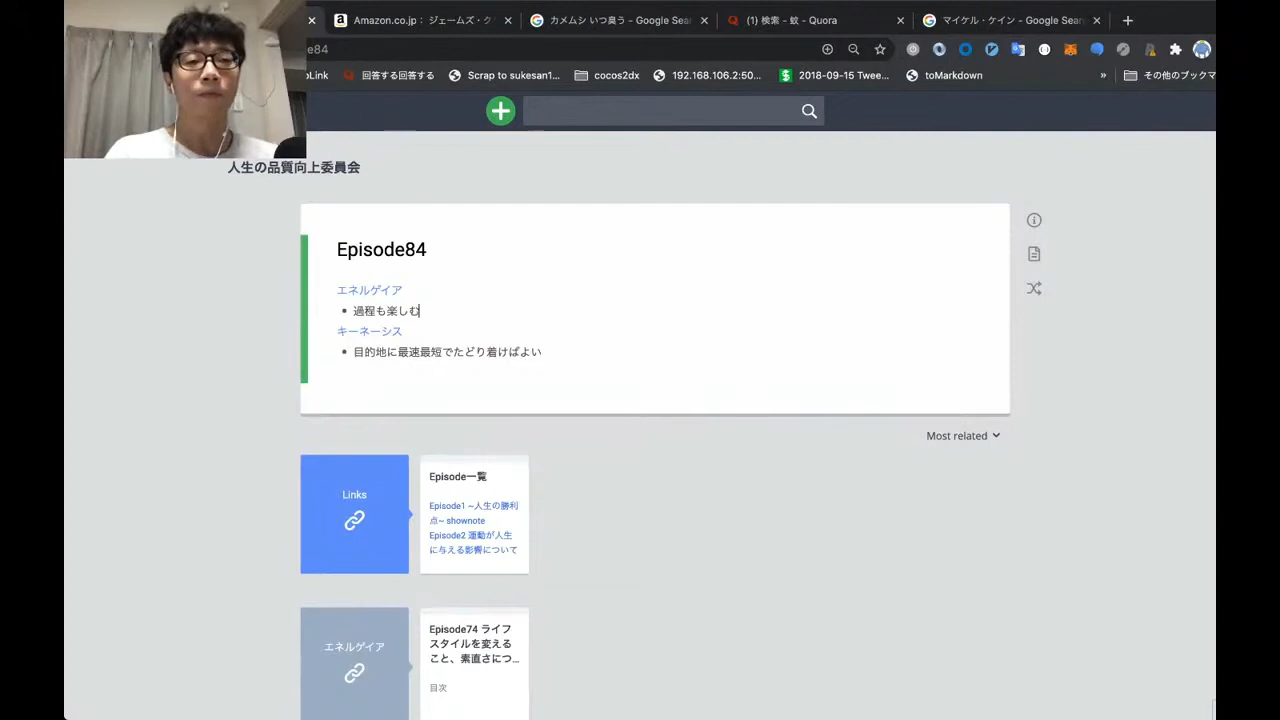 Amazon.co.jp： ジェームズ・ク
カメムシ いつ臭う - Google Sea
(1) 検索 - 蚊 - Quora
マイケル・ケイン - Google Sear
e84
oLink
回答する回答する
Scrap to sukesan1...
cocos2dx
192.168.106.2:50...
2018-09-15 Twee...
toMarkdown
»
その他のブックマ
人生の品質向上委員会
Episode84
エネルゲイア
• 過程も楽しむ
キーネーシス
• 目的地に最速最短でたどり着けばよい
Most related
Links
Episode一覧
Episode1 ~人生の勝利
点~ shownote
Episode2 運動が人生
に与える影響について
エネルゲイア
Episode74 ライフ
スタイルを変える
こと、素直さにつ...
目次